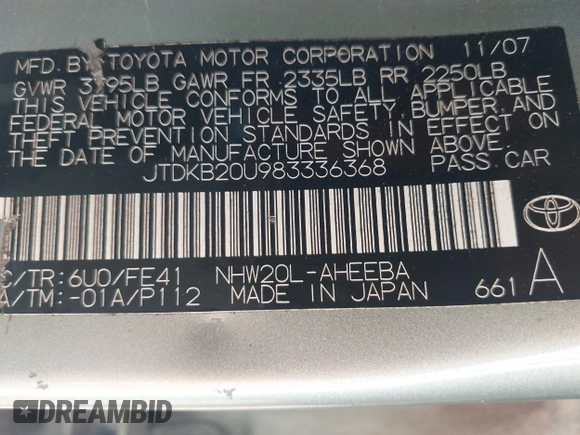 MFD. BY: TOYOTA MOTOR CORPORATION 11/07
GVWR 3795LB GAWR FR 2335LB RR 2250LB
THIS VEHICLE CONFORMS TO ALL APPLICABLE
FEDERAL MOTOR VEHICLE SAFETY, BUMPER, AND
THEFT PREVENTION STANDARDS IN EFFECT ON
THE DATE OF MANUFACTURE SHOWN ABOVE.
JTDKB20U983336368 PASS CAR
C/TR:6U0/FE41 NHW20L-AHEEBA
A/TM:-01A/P112 MADE IN JAPAN 661 A
TOYOTA
DREAMBID